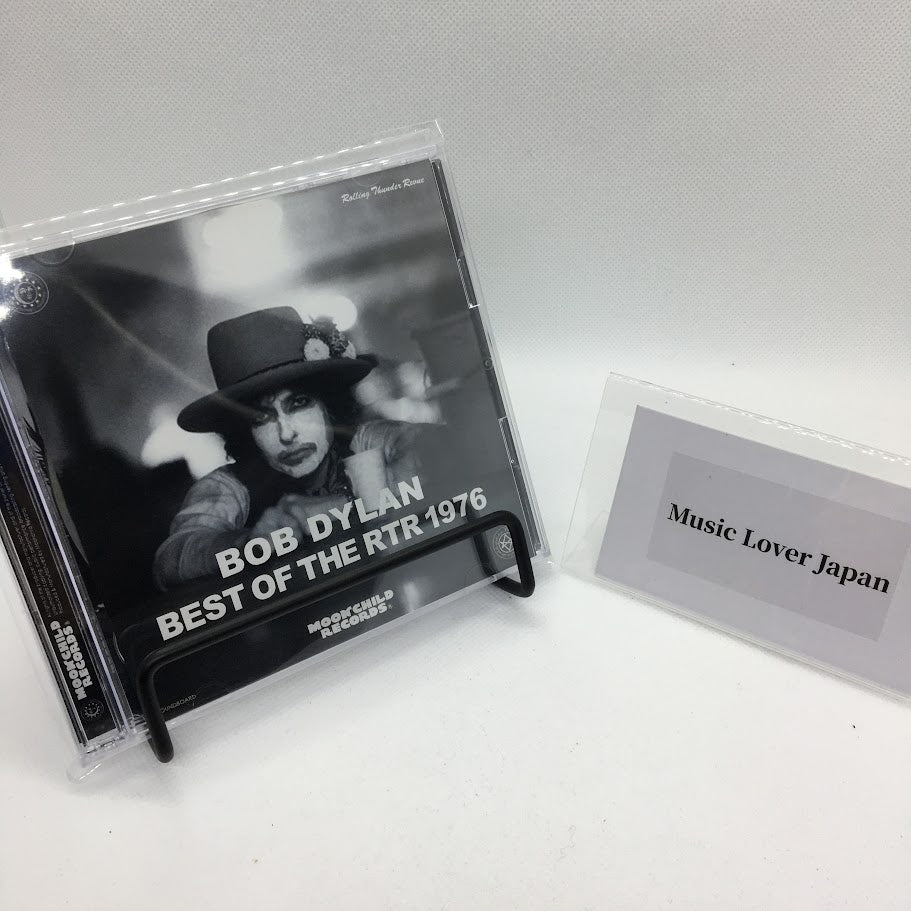 Rolling Thunder Revue
BOB DYLAN
BEST OF THE RTR 1976
MOONCHILD
RECORDS
MOONCHILD
RECORDS
Music Lover Japan